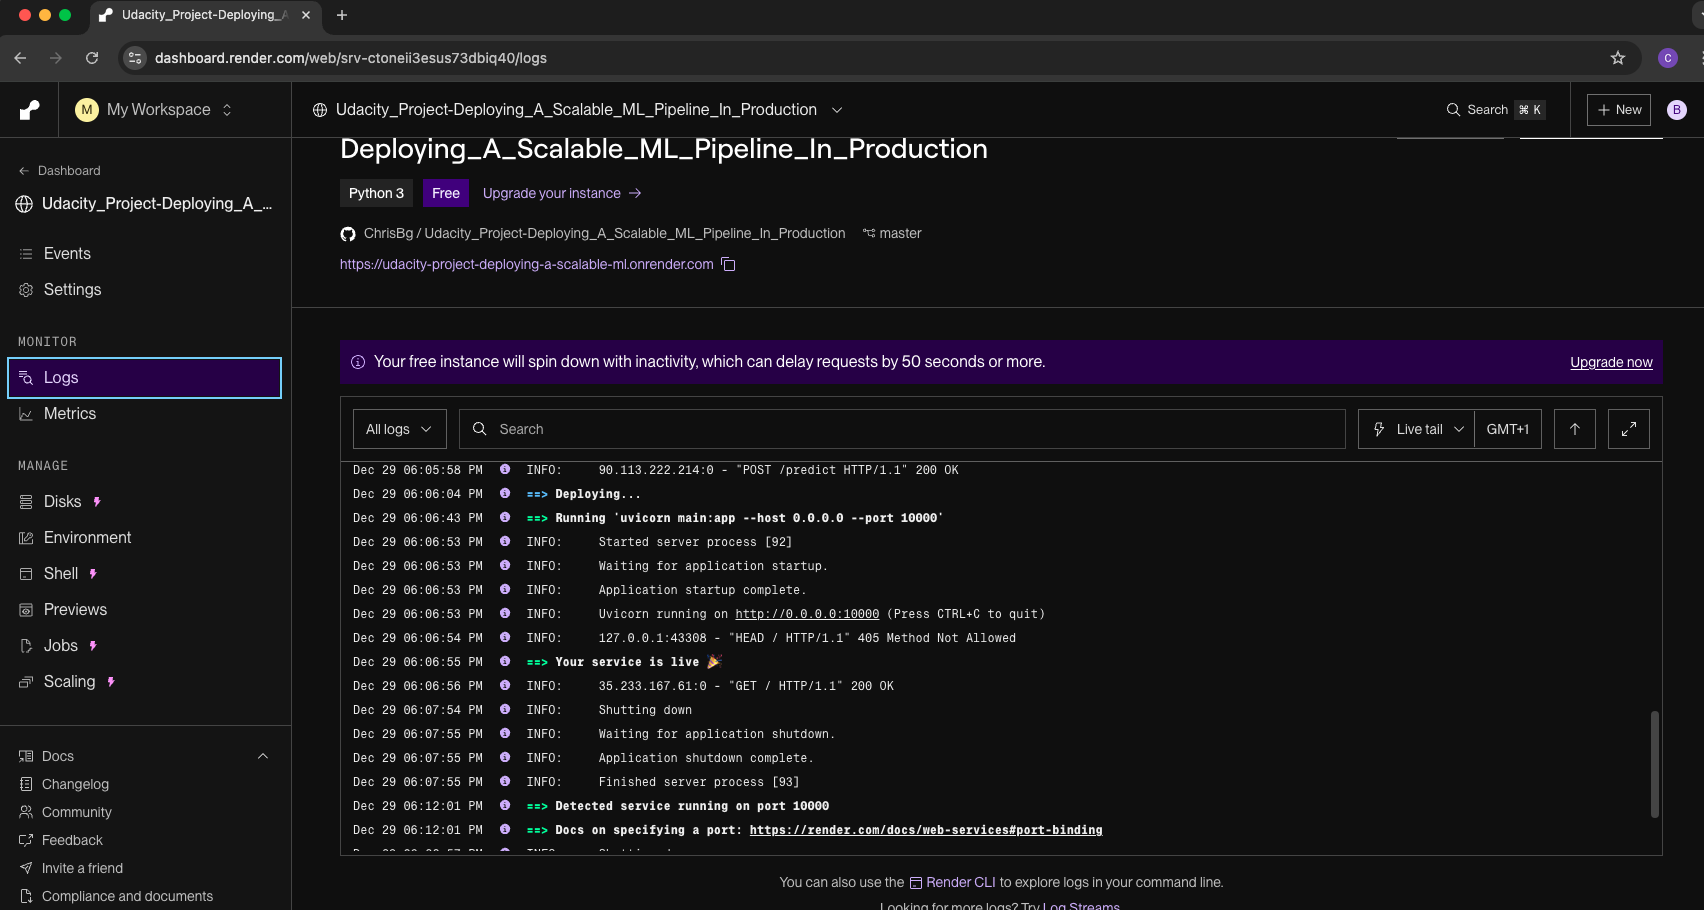 Udacity_Project-Deploying_A
dashboard.render.com/web/srv-ctoneii3esus73dbiq40/logs
C
M My Workspace
Udacity_Project-Deploying_A_Scalable_ML_Pipeline_In_Production
Search ⌘ K
+ New
B
Dashboard
Udacity_Project-Deploying_A_...
Events
Settings
MONITOR
Logs
Metrics
MANAGE
Disks
Environment
Shell
Previews
Jobs
Scaling
Docs
Changelog
Community
Feedback
Invite a friend
Compliance and documents
Deploying_A_Scalable_ML_Pipeline_In_Production
Python 3 Free Upgrade your instance →
ChrisBg / Udacity_Project-Deploying_A_Scalable_ML_Pipeline_In_Production master
https://udacity-project-deploying-a-scalable-ml.onrender.com
Your free instance will spin down with inactivity, which can delay requests by 50 seconds or more. Upgrade now
All logs Search Live tail GMT+1
Dec 29 06:05:58 PM INFO: 90.113.222.214:0 - "POST /predict HTTP/1.1" 200 OK
Dec 29 06:06:04 PM ==> Deploying...
Dec 29 06:06:43 PM ==> Running 'uvicorn main:app --host 0.0.0.0 --port 10000'
Dec 29 06:06:53 PM INFO: Started server process [92]
Dec 29 06:06:53 PM INFO: Waiting for application startup.
Dec 29 06:06:53 PM INFO: Application startup complete.
Dec 29 06:06:53 PM INFO: Uvicorn running on http://0.0.0.0:10000 (Press CTRL+C to quit)
Dec 29 06:06:54 PM INFO: 127.0.0.1:43308 - "HEAD / HTTP/1.1" 405 Method Not Allowed
Dec 29 06:06:55 PM ==> Your service is live 🎉
Dec 29 06:06:56 PM INFO: 35.233.167.61:0 - "GET / HTTP/1.1" 200 OK
Dec 29 06:07:54 PM INFO: Shutting down
Dec 29 06:07:55 PM INFO: Waiting for application shutdown.
Dec 29 06:07:55 PM INFO: Application shutdown complete.
Dec 29 06:07:55 PM INFO: Finished server process [93]
Dec 29 06:12:01 PM ==> Detected service running on port 10000
Dec 29 06:12:01 PM ==> Docs on specifying a port: https://render.com/docs/web-services#port-binding
You can also use the Render CLI to explore logs in your command line.
Looking for more logs? Try Log Streams.